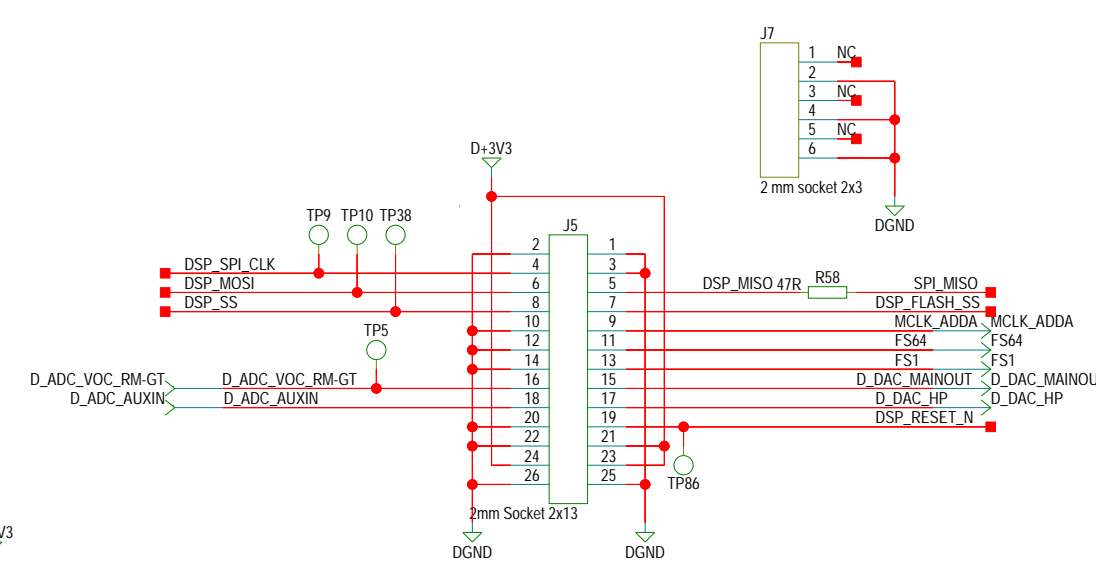 J7
1 NC
2
3 NC
4
5 NC
6
2 mm socket 2x3
DGND
D+3V3
TP9 TP10 TP38
J5
2 1
DSP_SPI_CLK 4 3
DSP_MOSI 6 5 DSP_MISO 47R R58 SPI_MISO
DSP_SS 8 7 DSP_FLASH_SS
10 9 MCLK_ADDA MCLK_ADDA
TP5 12 11 FS64 FS64
14 13 FS1 FS1
D_ADC_VOC_RM-GT D_ADC_VOC_RM-GT 16 15 D_DAC_MAINOUT D_DAC_MAINOU
D_ADC_AUXIN D_ADC_AUXIN 18 17 D_DAC_HP D_DAC_HP
20 19 DSP_RESET_N
22 21
24 23
26 25 TP86
2mm Socket 2x13
V3
DGND DGND